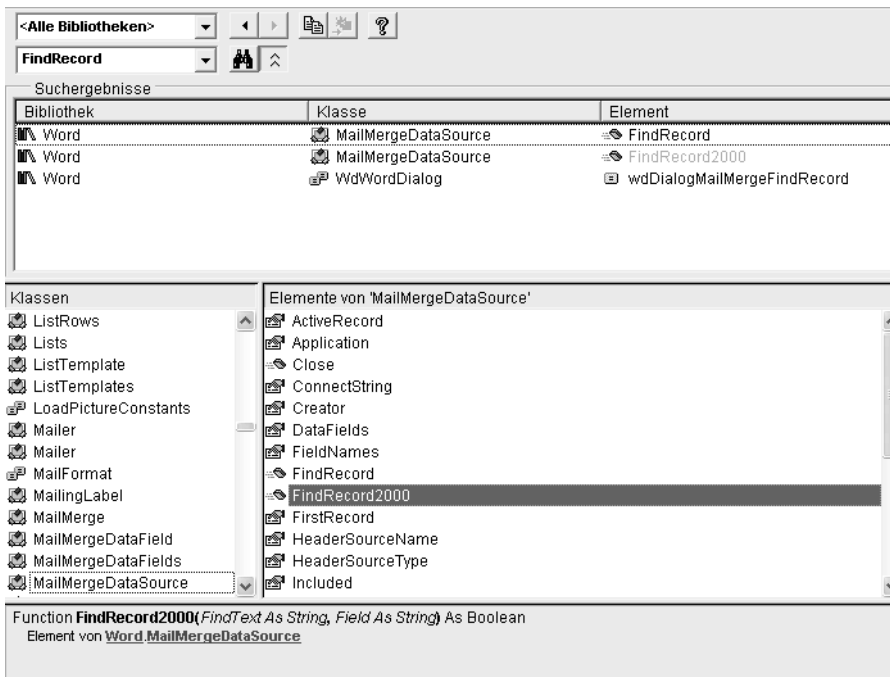 <Alle Bibliotheken>
FindRecord
Suchergebnisse
Bibliothek Klasse Element
Word MailMergeDataSource FindRecord
Word MailMergeDataSource FindRecord2000
Word WdWordDialog wdDialogMailMergeFindRecord
Klassen
ListRows
Lists
ListTemplate
ListTemplates
LoadPictureConstants
Mailer
Mailer
MailFormat
MailingLabel
MailMerge
MailMergeDataField
MailMergeDataFields
MailMergeDataSource
Elemente von 'MailMergeDataSource'
ActiveRecord
Application
Close
ConnectString
Creator
DataFields
FieldNames
FindRecord
FindRecord2000
FirstRecord
HeaderSourceName
HeaderSourceType
Included
Function FindRecord2000(FindText As String, Field As String) As Boolean
Element von Word.MailMergeDataSource